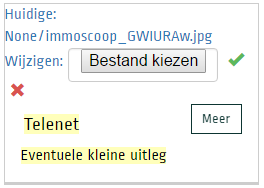 Huidige:
None/immoscoop_GWIURAw.jpg
Wijzigen: Bestand kiezen
Telenet Meer
Eventuele kleine uitleg